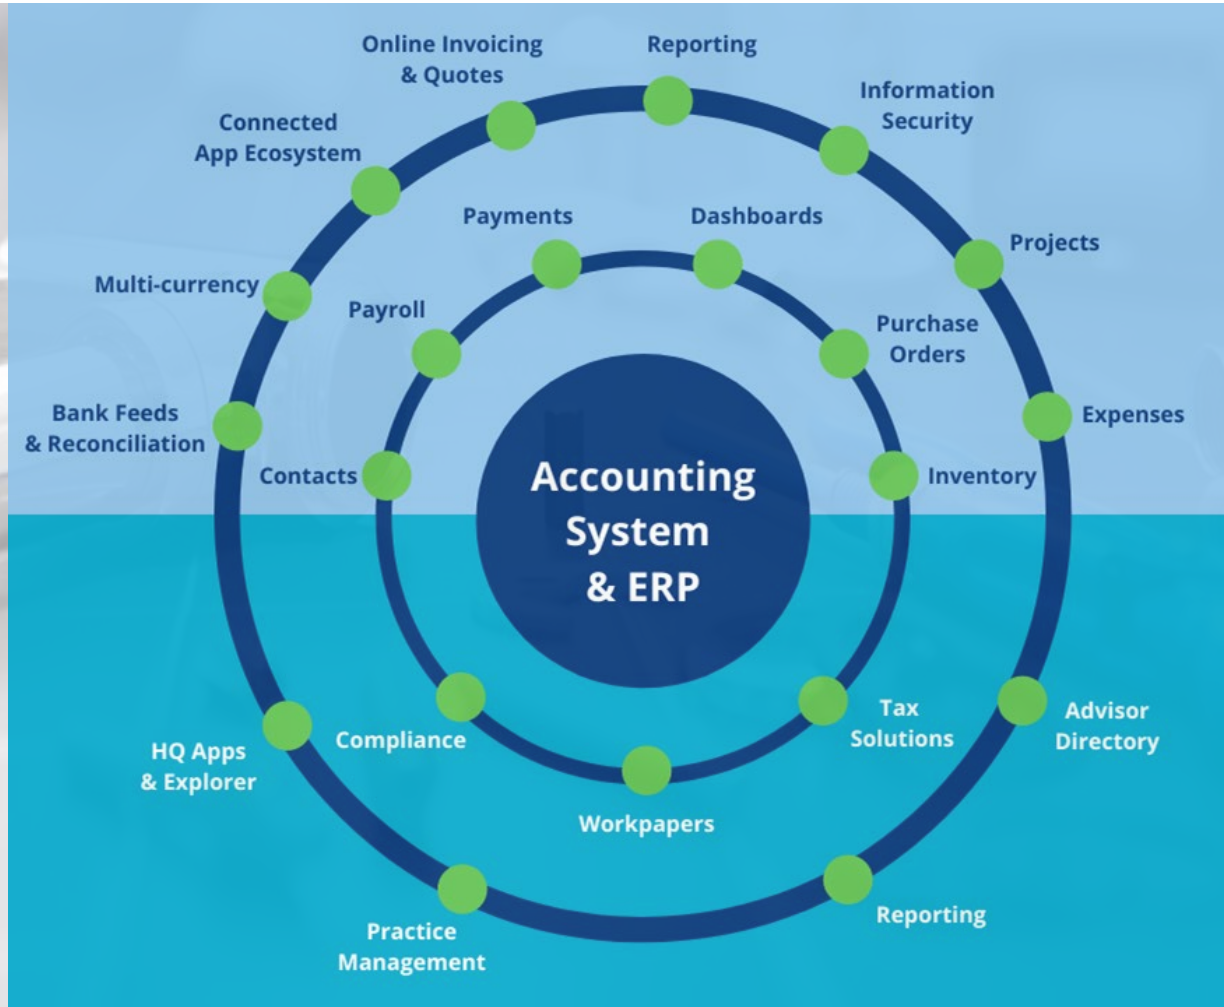 Online Invoicing
& Quotes
Reporting
Information
Security
Connected
App Ecosystem
Payments
Dashboards
Projects
Multi-currency
Payroll
Purchase
Orders
Bank Feeds
& Reconciliation
Expenses
Contacts
Inventory
Accounting
System
& ERP
HQ Apps
& Explorer
Compliance
Tax
Solutions
Advisor
Directory
Workpapers
Practice
Management
Reporting